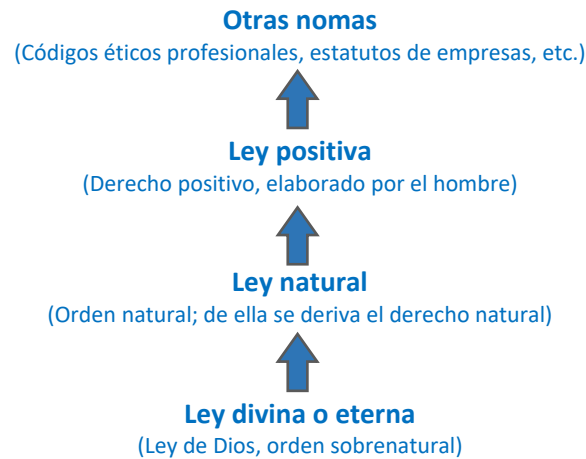 Otras nomas
(Códigos éticos profesionales, estatutos de empresas, etc.)
Ley positiva
(Derecho positivo, elaborado por el hombre)
Ley natural
(Orden natural; de ella se deriva el derecho natural)
Ley divina o eterna
(Ley de Dios, orden sobrenatural)